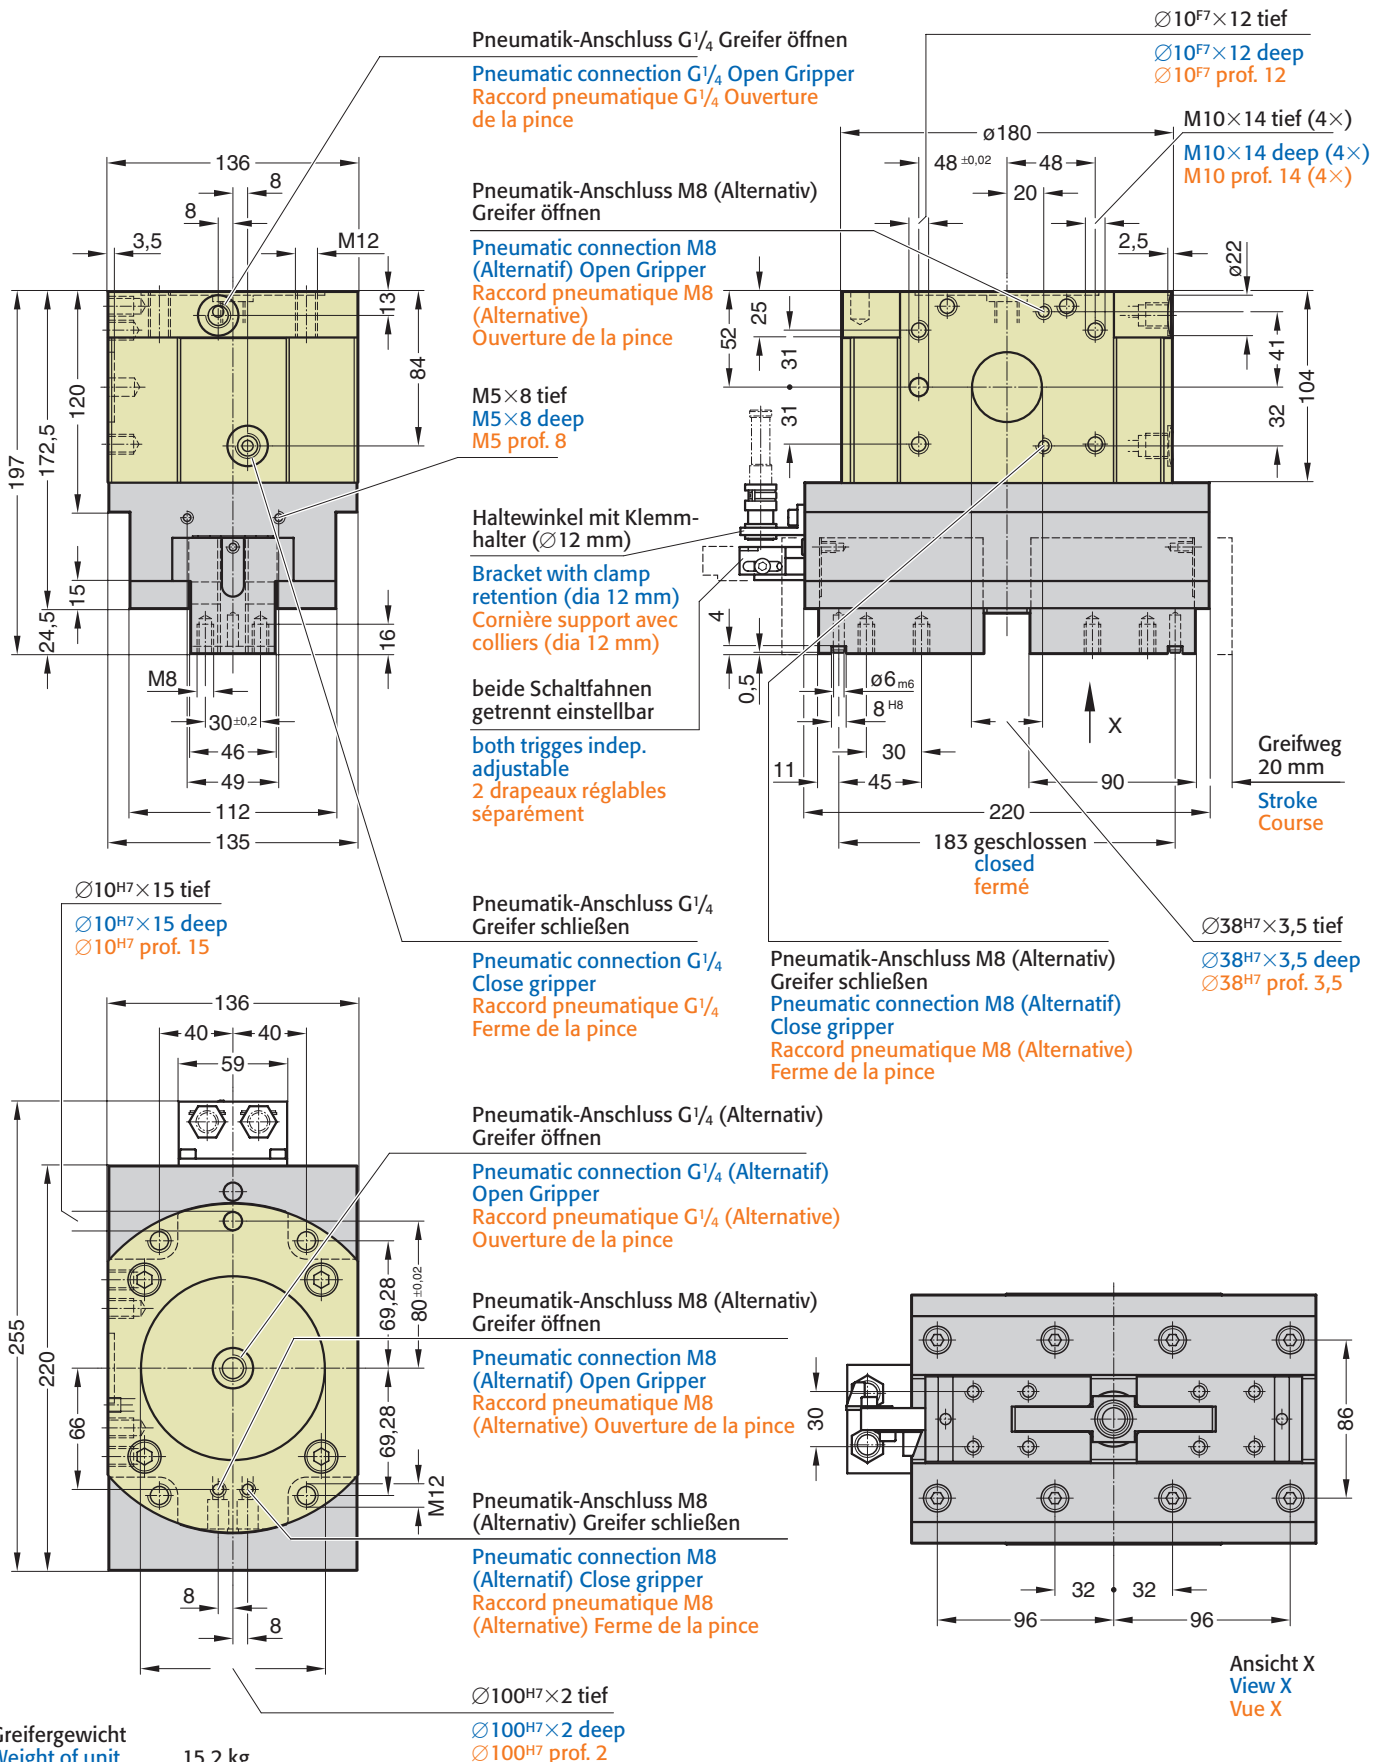 Pneumatik-Anschluss G1/4 Greifer öffnen
Pneumatic connection G1/4 Open Gripper
Raccord pneumatique G1/4 Ouverture
de la pince
∅10F7×12 tief
∅10F7×12 deep
∅10F7 prof. 12
M10×14 tief (4×)
M10×14 deep (4×)
M10 prof. 14 (4×)
136
8
8
3,5
M12
13
84
120
172,5
197
15
24,5
16
M8
30±0,2
46
49
112
135
Pneumatik-Anschluss M8 (Alternativ)
Greifer öffnen
Pneumatic connection M8
(Alternatif) Open Gripper
Raccord pneumatique M8
(Alternative)
Ouverture de la pince
M5×8 tief
M5×8 deep
M5 prof. 8
Haltewinkel mit Klemm-
halter (∅12 mm)
Bracket with clamp
retention (dia 12 mm)
Cornière support avec
colliers (dia 12 mm)
beide Schaltfahnen
getrennt einstellbar
both trigges indep.
adjustable
2 drapeaux réglables
séparément
ø180
48 ±0,02
48
20
2,5
ø22
25
52
31
31
41
32
104
4
0,5
ø6 m6
8 H8
30
11
45
90
X
220
183 geschlossen
closed
fermé
Greifweg
20 mm
Stroke
Course
∅10H7×15 tief
∅10H7×15 deep
∅10H7 prof. 15
Pneumatik-Anschluss G1/4
Greifer schließen
Pneumatic connection G1/4
Close gripper
Raccord pneumatique G1/4
Ferme de la pince
Pneumatik-Anschluss M8 (Alternativ)
Greifer schließen
Pneumatic connection M8 (Alternatif)
Close gripper
Raccord pneumatique M8 (Alternative)
Ferme de la pince
∅38H7×3,5 tief
∅38H7×3,5 deep
∅38H7 prof. 3,5
136
40
40
59
255
220
66
69,28
80±0,02
69,28
M12
8
8
Pneumatik-Anschluss G1/4 (Alternativ)
Greifer öffnen
Pneumatic connection G1/4 (Alternatif)
Open Gripper
Raccord pneumatique G1/4 (Alternative)
Ouverture de la pince
Pneumatik-Anschluss M8 (Alternativ)
Greifer öffnen
Pneumatic connection M8
(Alternatif) Open Gripper
Raccord pneumatique M8
(Alternative) Ouverture de la pince
Pneumatik-Anschluss M8
(Alternativ) Greifer schließen
Pneumatic connection M8
(Alternatif) Close gripper
Raccord pneumatique M8
(Alternative) Ferme de la pince
30
86
32
32
96
96
Ansicht X
View X
Vue X
∅100H7×2 tief
∅100H7×2 deep
∅100H7 prof. 2
Greifergewicht
Weight of unit
15,2 kg